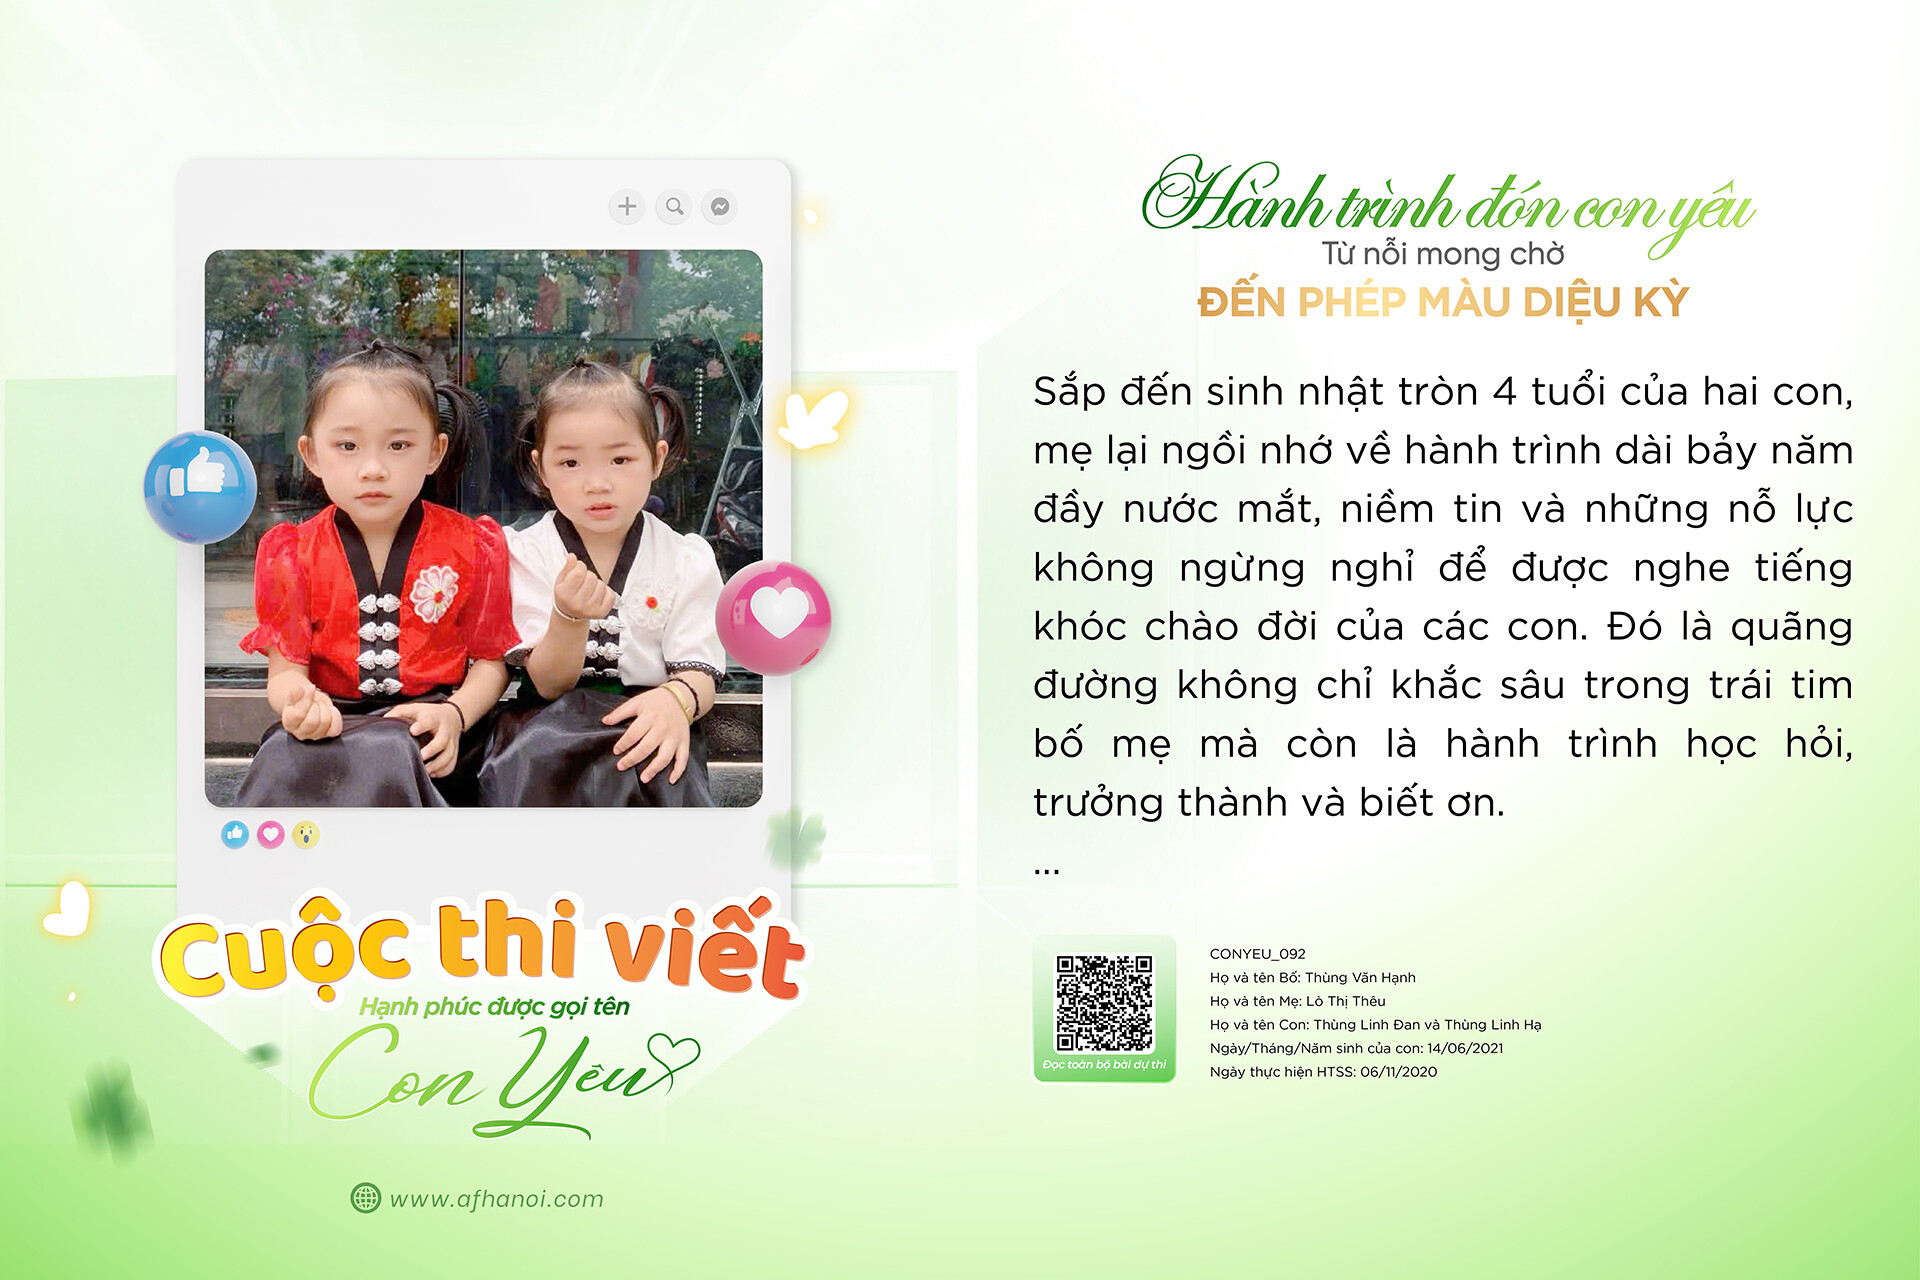 Hành trình đón con yêu
Từ nỗi mong chờ
ĐẾN PHÉP MÀU DIỆU KỲ
Sắp đến sinh nhật tròn 4 tuổi của hai con,
mẹ lại ngồi nhớ về hành trình dài bảy năm
đầy nước mắt, niềm tin và những nỗ lực
không ngừng nghỉ để được nghe tiếng
khóc chào đời của các con. Đó là quãng
đường không chỉ khắc sâu trong trái tim
bố mẹ mà còn là hành trình học hỏi,
trưởng thành và biết ơn.
...
Cuộc thi viết
Hạnh phúc được gọi tên
Con Yêu
www.afhanoi.com
Đọc toàn bộ bài dự thi
CONYEU_092
Họ và tên Bố: Thùng Văn Hạnh
Họ và tên Mẹ: Lò Thị Thêu
Họ và tên Con: Thùng Linh Đan và Thùng Linh Hạ
Ngày/Tháng/Năm sinh của con: 14/06/2021
Ngày thực hiện HTSS: 06/11/2020